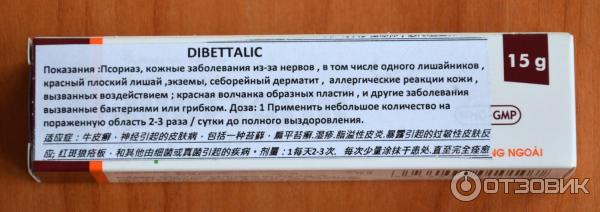 DIBETTALIC
Показания :Псориаз, кожные заболевания из-за нервов , в том числе одного лишайников ,
красный плоский лишай ,экземы, себорейный дерматит , аллергические реакции кожи ,
вызванных воздействием ; красная волчанка образных пластин , и другие заболевания
вызванные бактериями или грибком. Доза: 1 Применить небольшое количество на
пораженную область 2-3 раза / сутки до полного выздоровления.
适应症: 牛皮癣, 神经引起的皮肤病, 包括一种苔藓, 扁平苔癣,湿疹, 脂溢性皮炎,暴露引起的过敏性皮肤反
应; 红斑狼疮板, 和其他由细菌或真菌引起的疾病。剂量: 1每天2-3次, 每次少量涂抹于患处,直至完全痊愈
15 g
GMP
NG NGOÀI
ОТЗОВИК